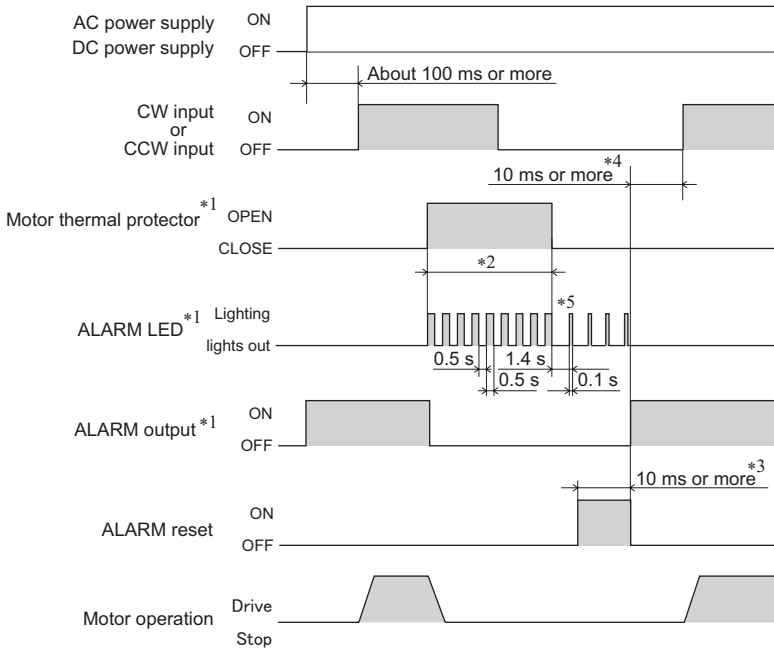 AC power supply
DC power supply
ON
OFF
About 100 ms or more
CW input
or
CCW input
ON
OFF
10 ms or more*4
Motor thermal protector*1
OPEN
CLOSE
*2
ALARM LED*1
Lighting
lights out
*5
0.5 s
1.4 s
0.5 s
0.1 s
ALARM output*1
ON
OFF
10 ms or more*3
ALARM reset
ON
OFF
Motor operation
Drive
Stop